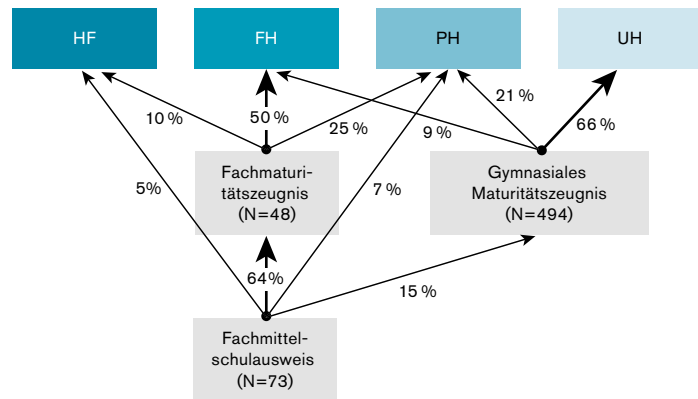 HF
FH
PH
UH
10 %
50 %
25 %
9 %
21 %
66 %
Fachmaturi-
tätszeugnis
(N=48)
Gymnasiales
Maturitätszeugnis
(N=494)
5%
7 %
64%
15 %
Fachmittel-
schulausweis
(N=73)